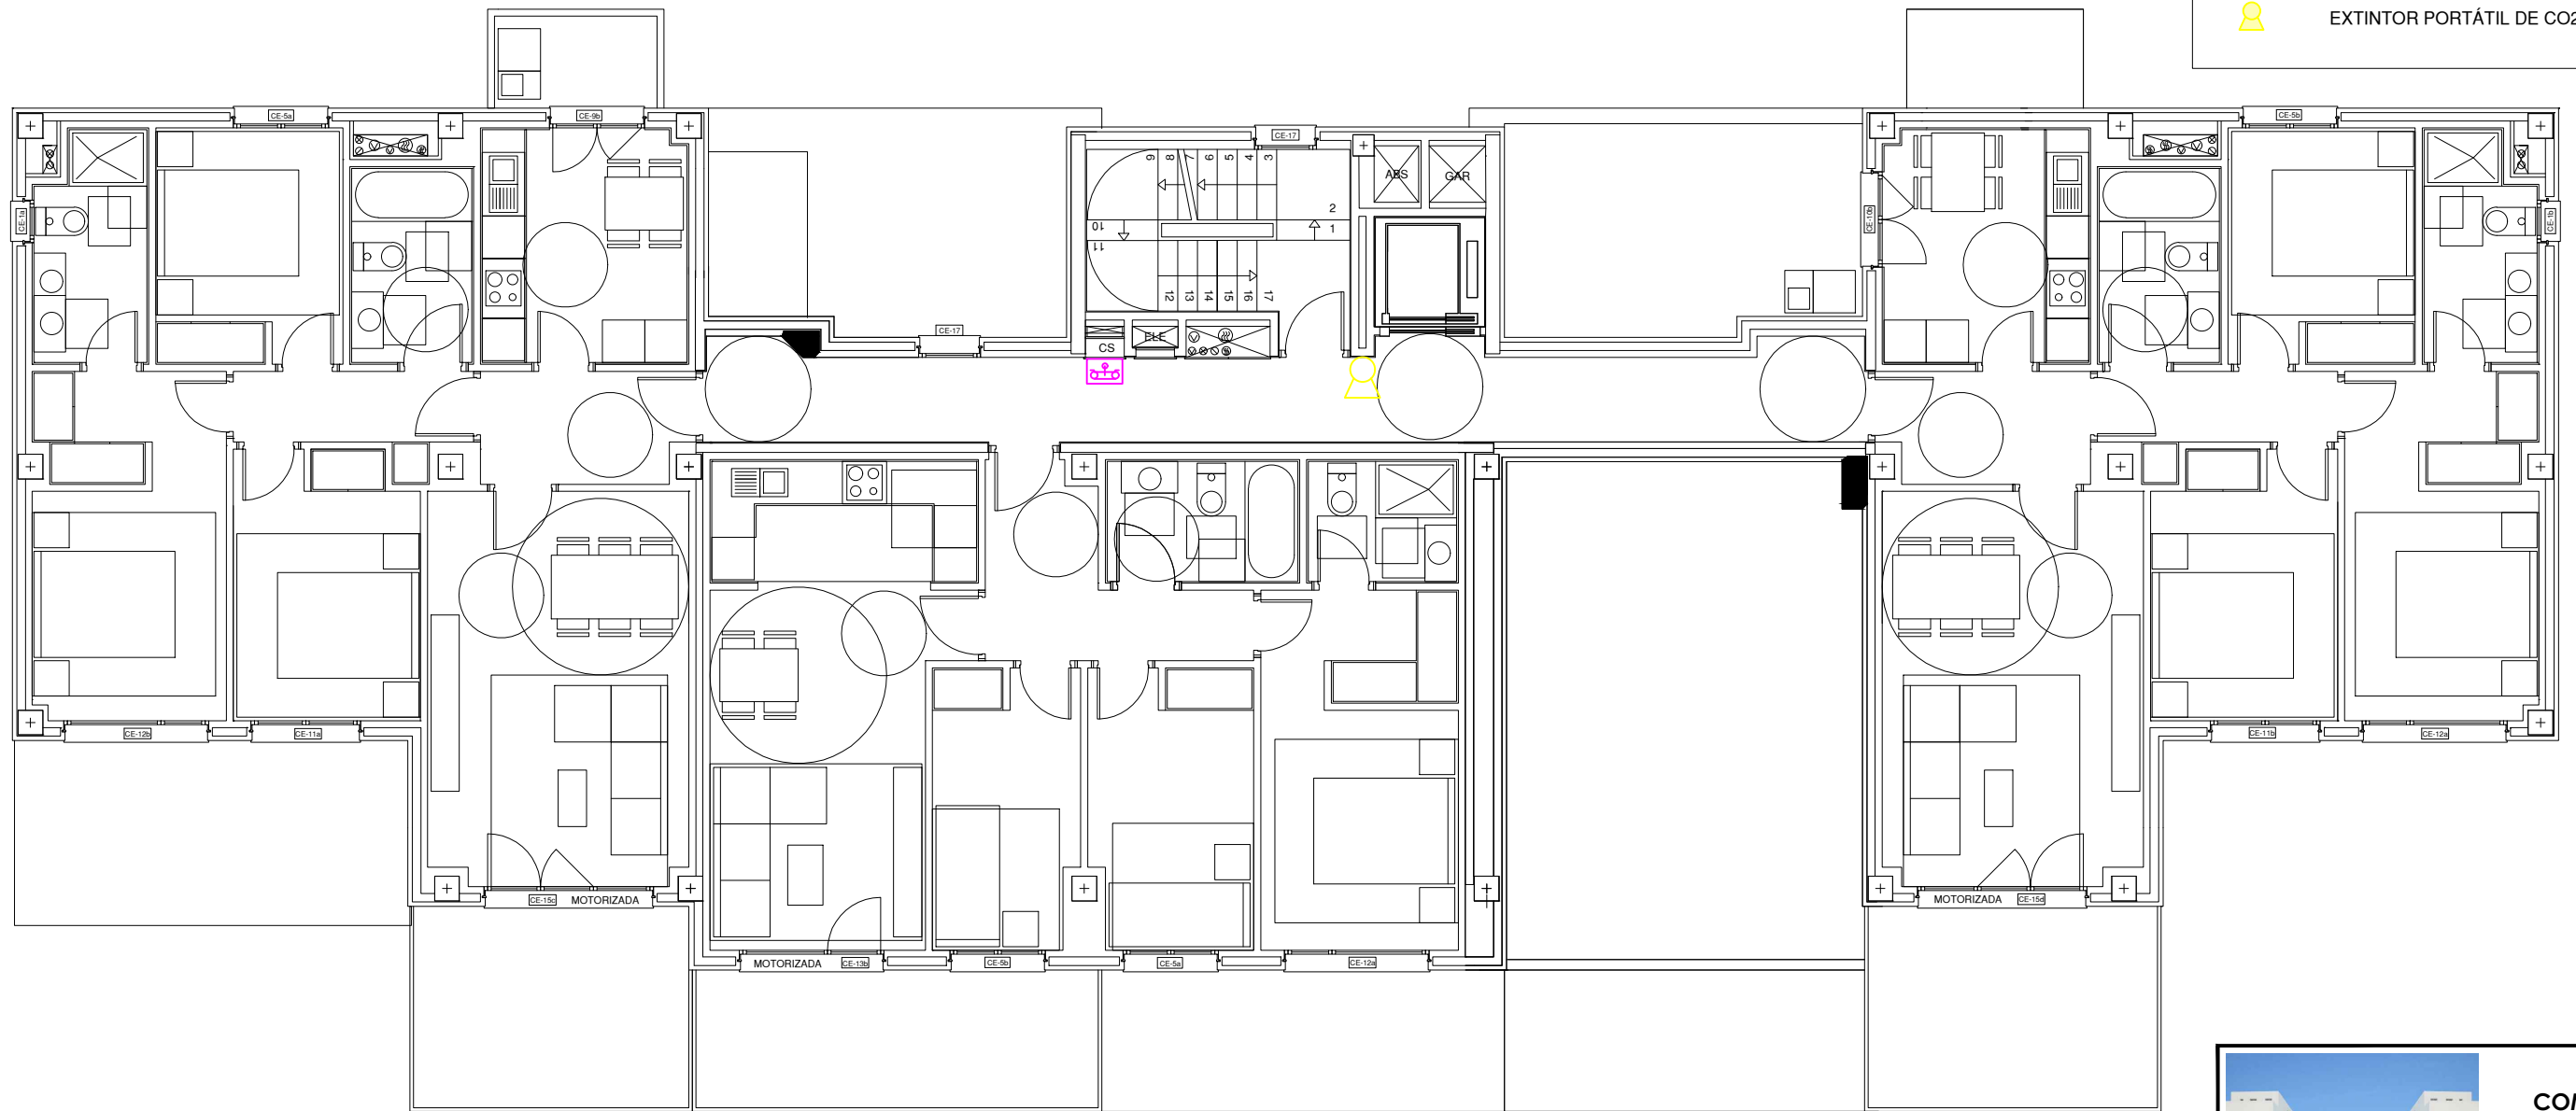 EXTINTOR PORTÁTIL DE CO2
CE-5a
CE-9b
CE-17
CE-5b
ABS
GAR
CE-1a
CE-10b
CE-1b
9
8
7
6
5
4
3
2
1
10
11
12
13
14
15
16
17
CE-17
CS
ELE
CE-12b
CE-11a
CE-11b
CE-12a
CE-15c
MOTORIZADA
MOTORIZADA
CE-15d
MOTORIZADA
CE-13b
CE-5b
CE-5a
CE-12a